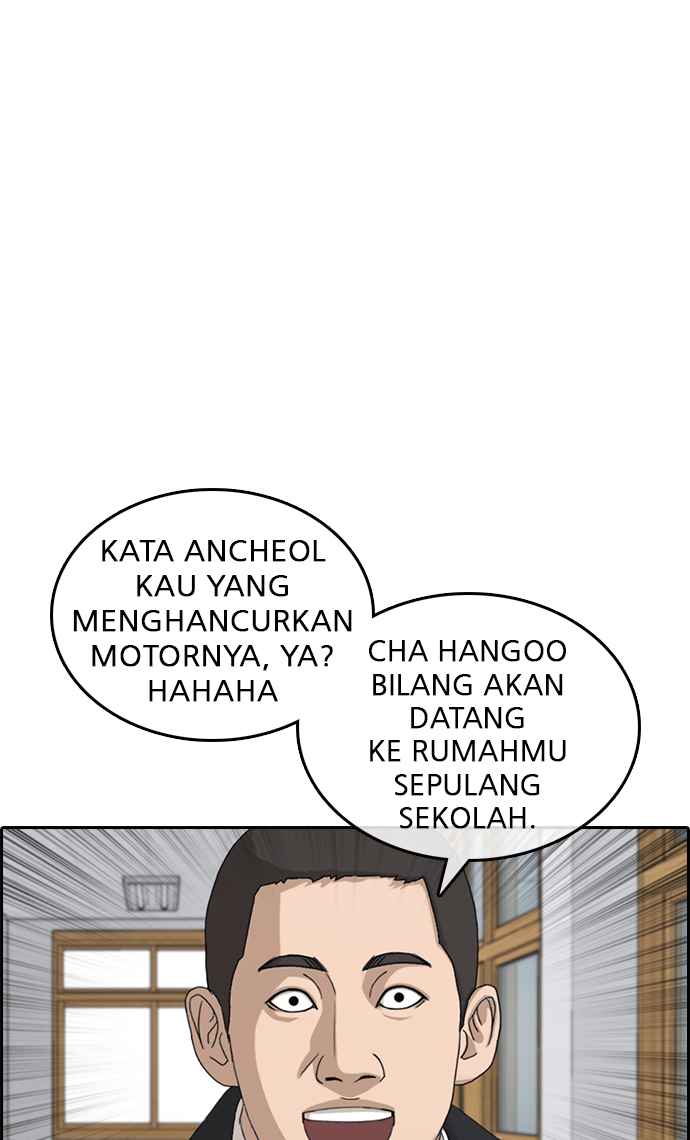 KATA ANCHEOL
KAU YANG
MENGHANCURKAN
MOTORNYA, YA?
HAHAHA
CHA HANGOO
BILANG AKAN
DATANG
KE RUMAHMU
SEPULANG
SEKOLAH.